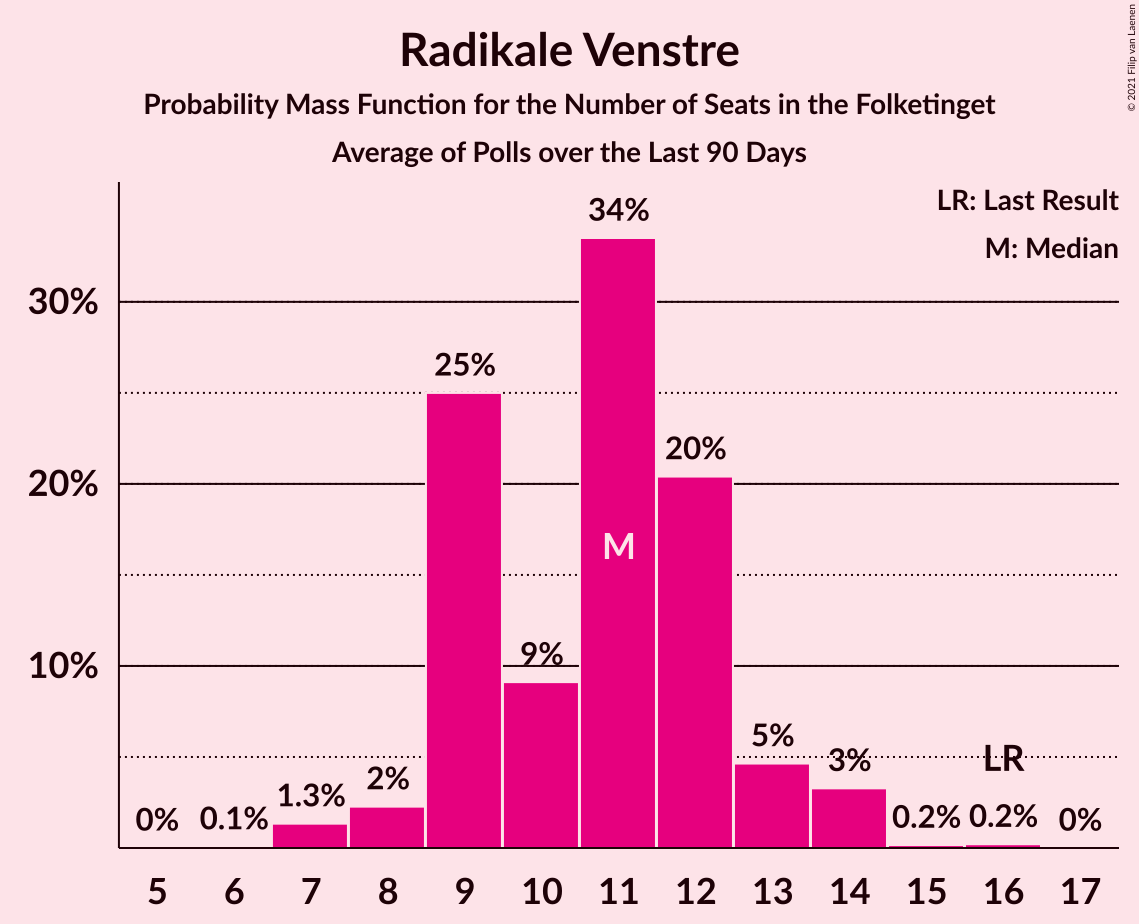 Radikale Venstre
Probability Mass Function for the Number of Seats in the Folketinget
Average of Polls over the Last 90 Days
© 2021 Filip van Laenen
LR: Last Result
M: Median
34%
30%
25%
20%
20%
M
9%
10%
5%
3%
LR
2%
1.3%
0%
0.1%
0.2%
0.2%
0%
5 6 7 8 9 10 11 12 13 14 15 16 17